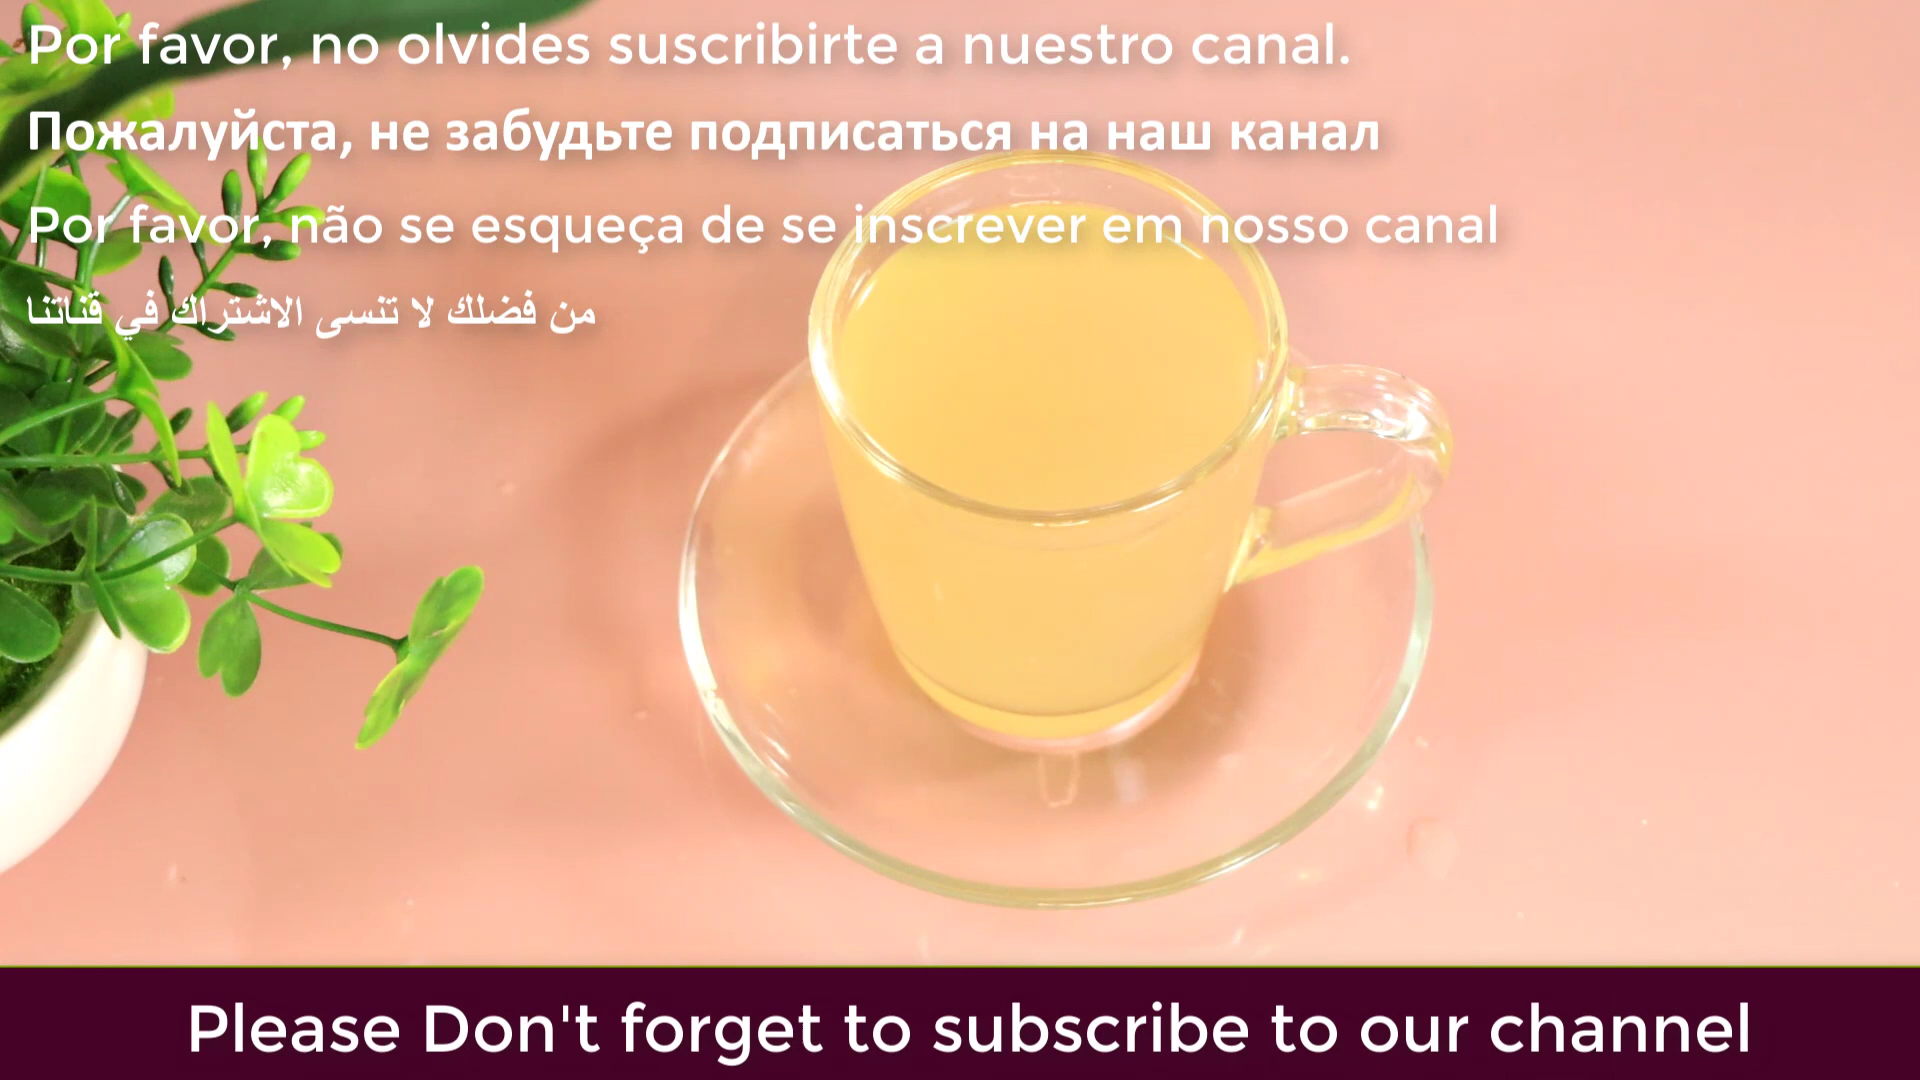 Por favor, no olvides suscribirte a nuestro canal.
Пожалуйста, не забудьте подписаться на наш канал
Por favor, não se esqueça de se inscrever em nosso canal
من فضلك لا تنسى الاشتراك في قناتنا
Please Don't forget to subscribe to our channel